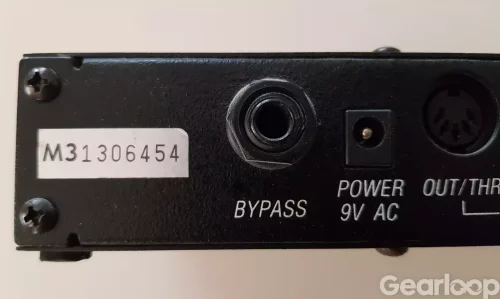 M31306454
BYPASS
POWER
9V AC
OUT/THR
Gearloop